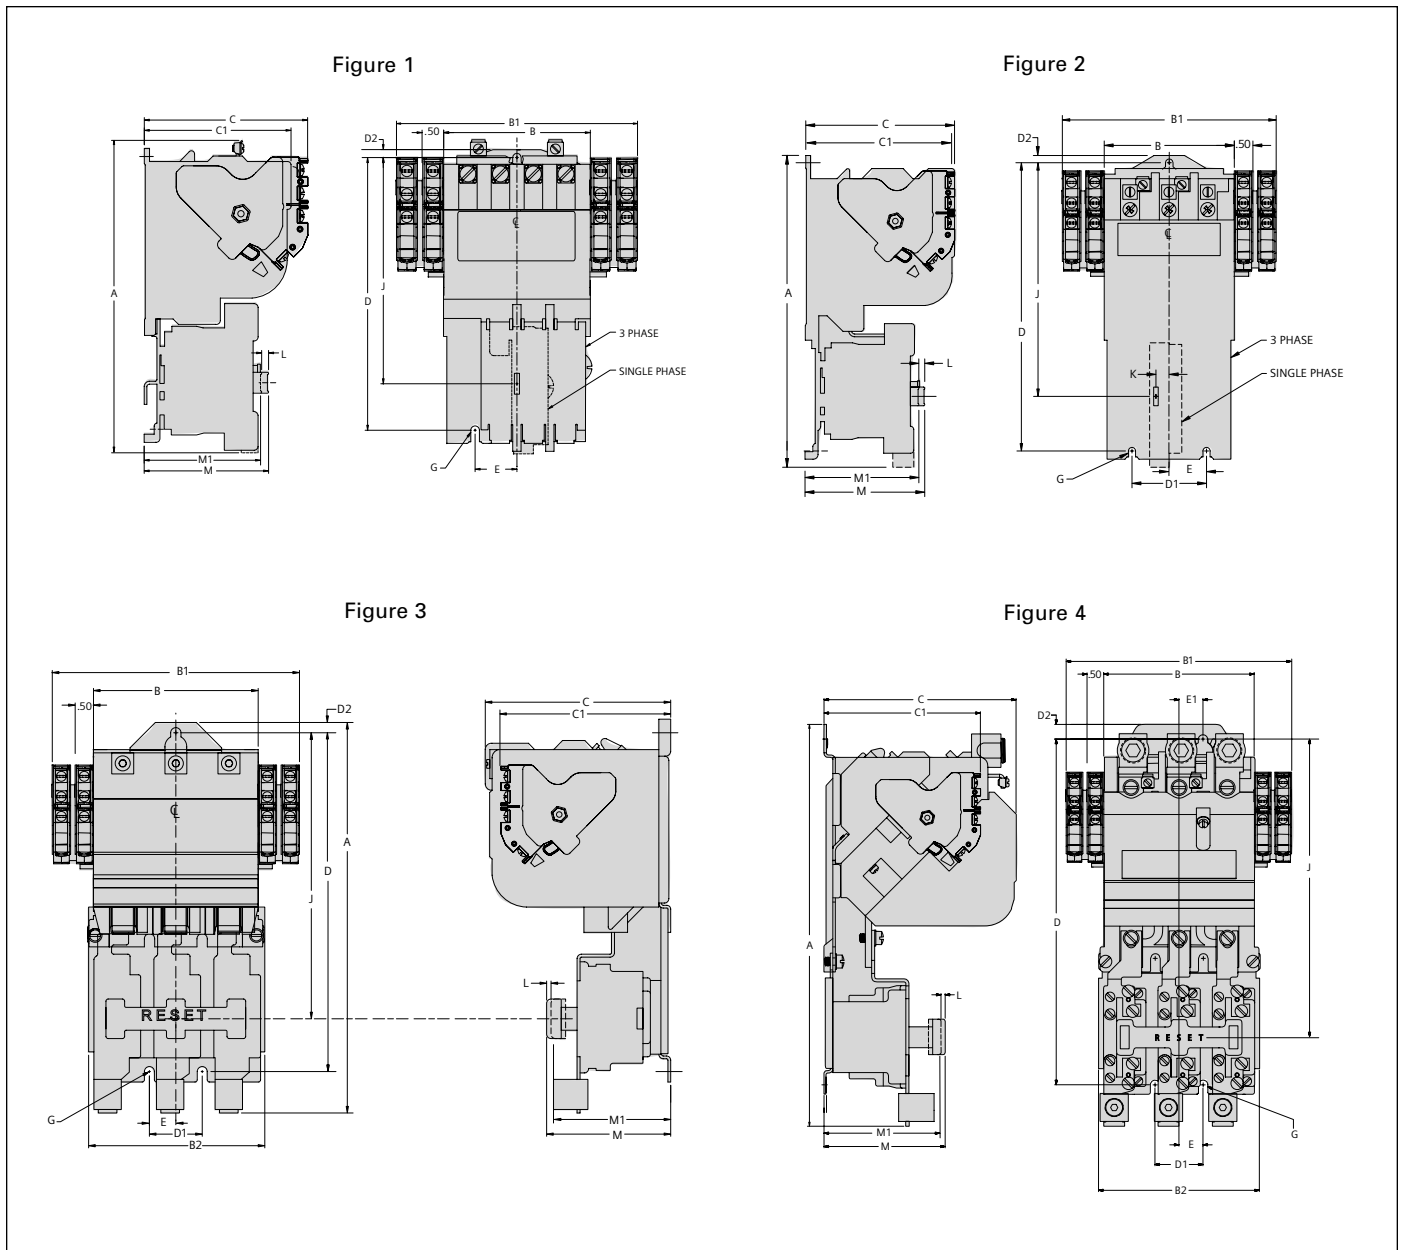 Figure 1
C
C1
A
L
M1
M
B1
D2
.50
B
℄
J
D
3 PHASE
SINGLE PHASE
G
E
Figure 2
C
C1
A
L
M1
M
B1
D2
B
.50
℄
J
D
K
3 PHASE
SINGLE PHASE
G
E
D1
Figure 3
B1
B
.50
D2
℄
A
D
J
RESET
G
E
D1
B2
C
C1
L
M1
M
Figure 4
C
C1
A
L
M1
M
B1
.50
B
E1
D2
J
D
RESET
G
E
D1
B2